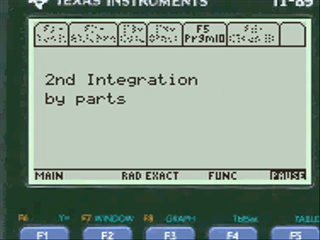 TEXAS INSTRUMENTS TI-89
F5
PrgmIO
2nd Integration
by parts
MAIN RAD EXACT FUNC PAUSE
F6 Y= F7 WINDOW F8 GRAPH TblSet TABLE
F1 F2 F3 F4 F5